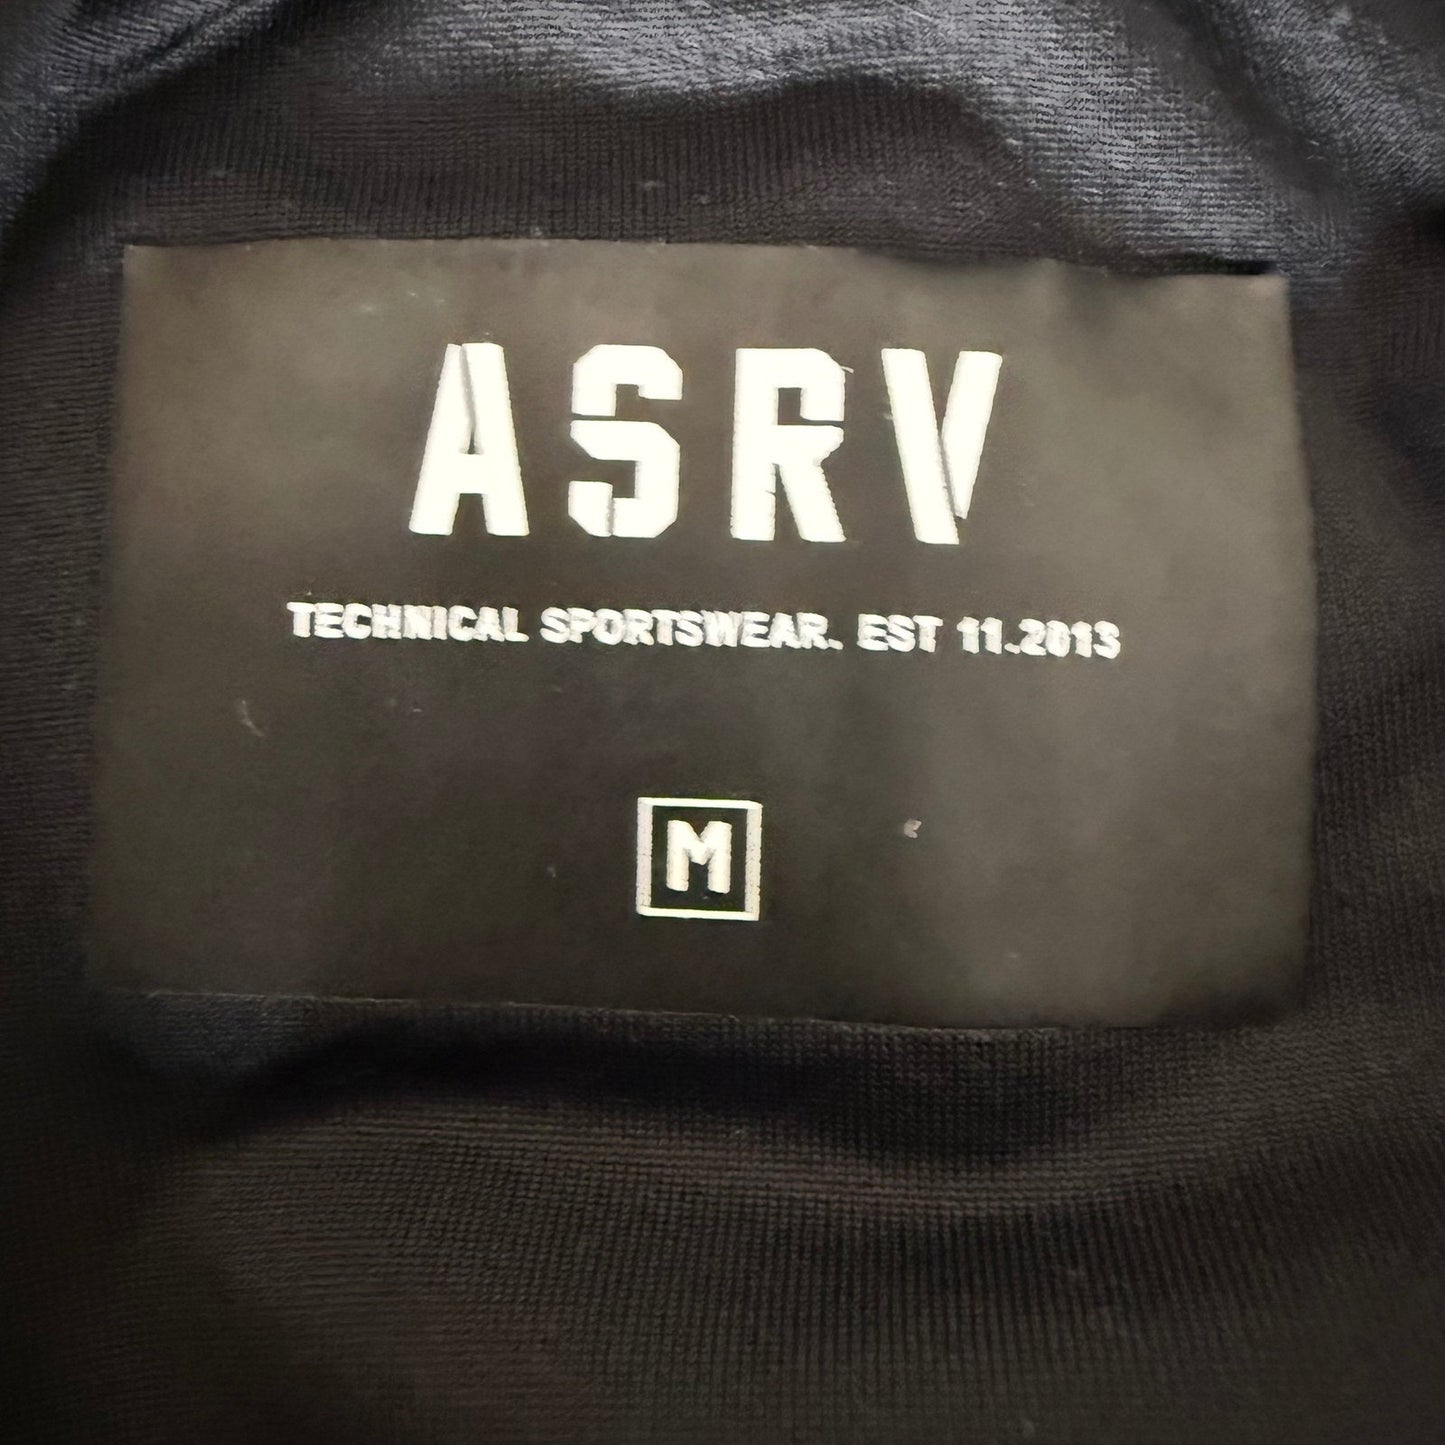 ASRV
TECHNICAL SPORTSWEAR. EST 11.2013
M